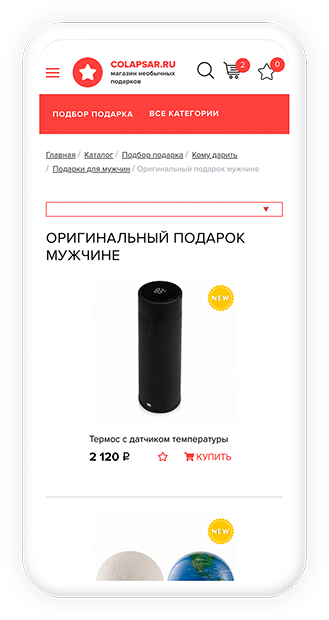 COLAPSAR.RU
магазин необычных
подарков
2
0
ПОДБОР ПОДАРКА ВСЕ КАТЕГОРИИ
Главная / Каталог / Подбор подарка / Кому дарить
/ Подарки для мужчин / Оригинальный подарок мужчине
ОРИГИНАЛЬНЫЙ ПОДАРОК
МУЖЧИНЕ
NEW
Термос с датчиком температуры
2 120 ₽ КУПИТЬ
NEW